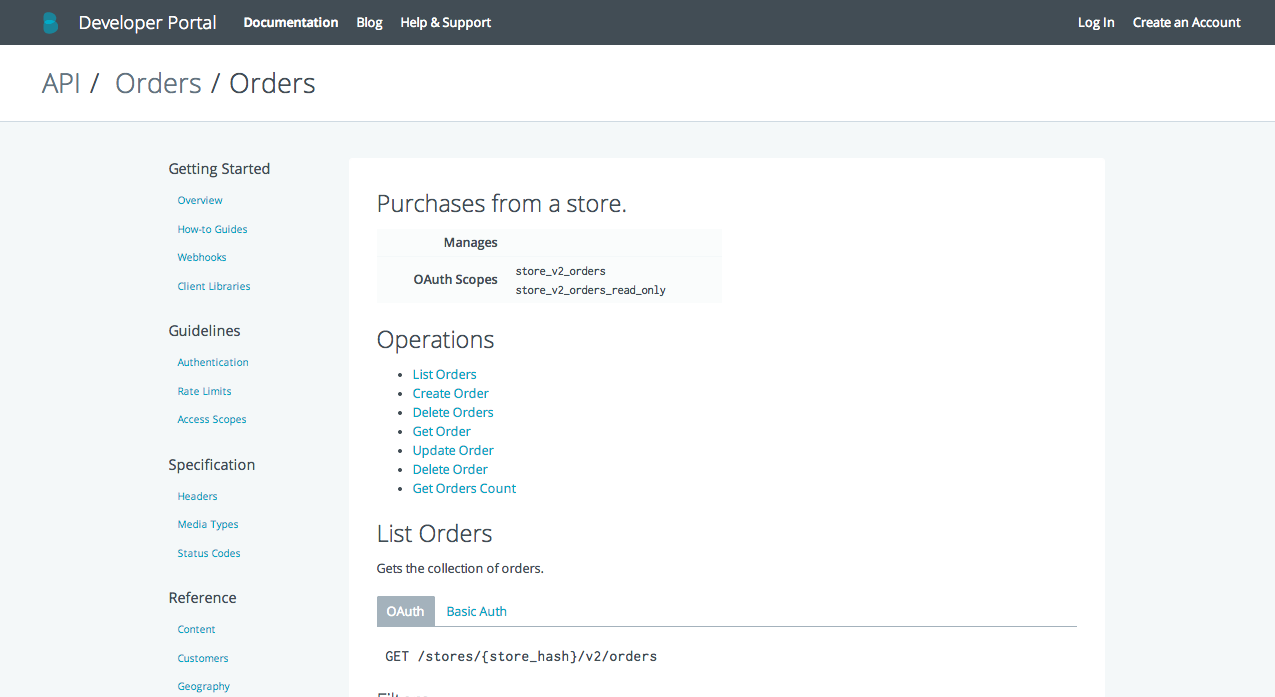 Developer Portal Documentation Blog Help & Support Log In Create an Account
API / Orders / Orders
Getting Started
Overview
How-to Guides
Webhooks
Client Libraries
Guidelines
Authentication
Rate Limits
Access Scopes
Specification
Headers
Media Types
Status Codes
Reference
Content
Customers
Geography
Purchases from a store.
Manages
OAuth Scopes store_v2_orders
store_v2_orders_read_only
Operations
• List Orders
• Create Order
• Delete Orders
• Get Order
• Update Order
• Delete Order
• Get Orders Count
List Orders
Gets the collection of orders.
OAuth Basic Auth
GET /stores/{store_hash}/v2/orders